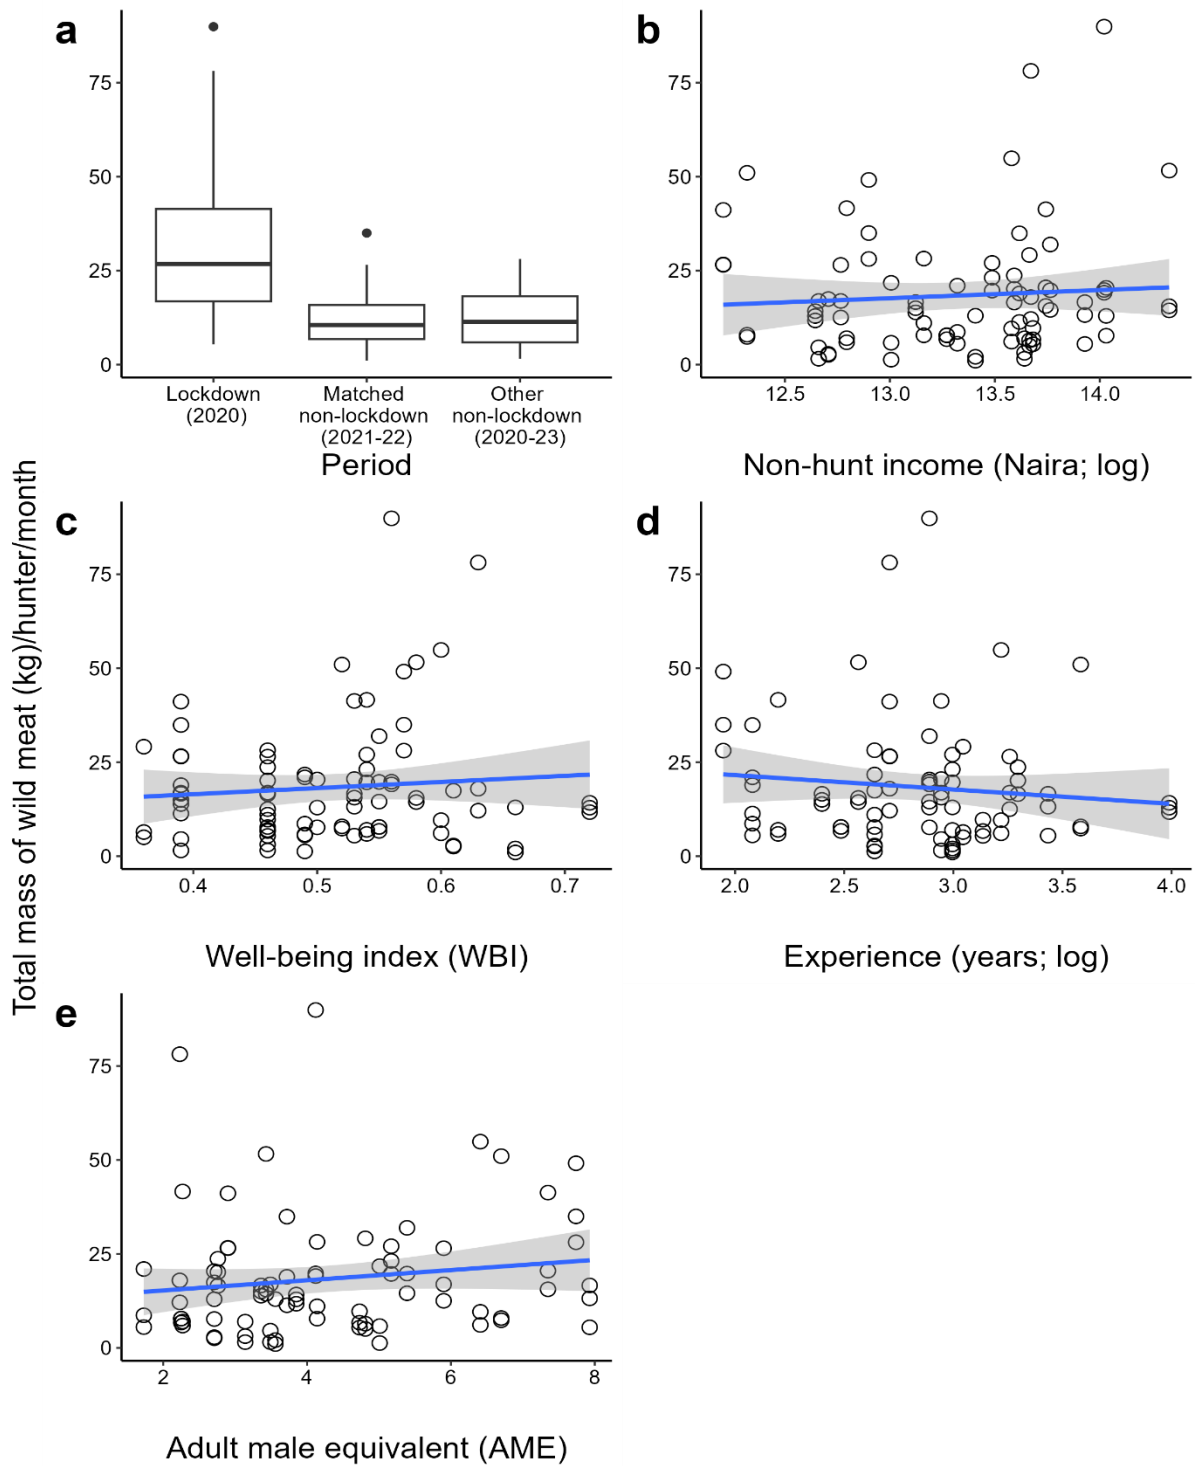 a
75
50
25
0
Lockdown
(2020)
Matched
non-lockdown
(2021-22)
Other
non-lockdown
(2020-23)
Period
b
75
50
25
0
12.5 13.0 13.5 14.0
Non-hunt income (Naira; log)
Total mass of wild meat (kg)/hunter/month
c
75
50
25
0
0.4 0.5 0.6 0.7
Well-being index (WBI)
d
75
50
25
0
2.0 2.5 3.0 3.5 4.0
Experience (years; log)
e
75
50
25
0
2 4 6 8
Adult male equivalent (AME)